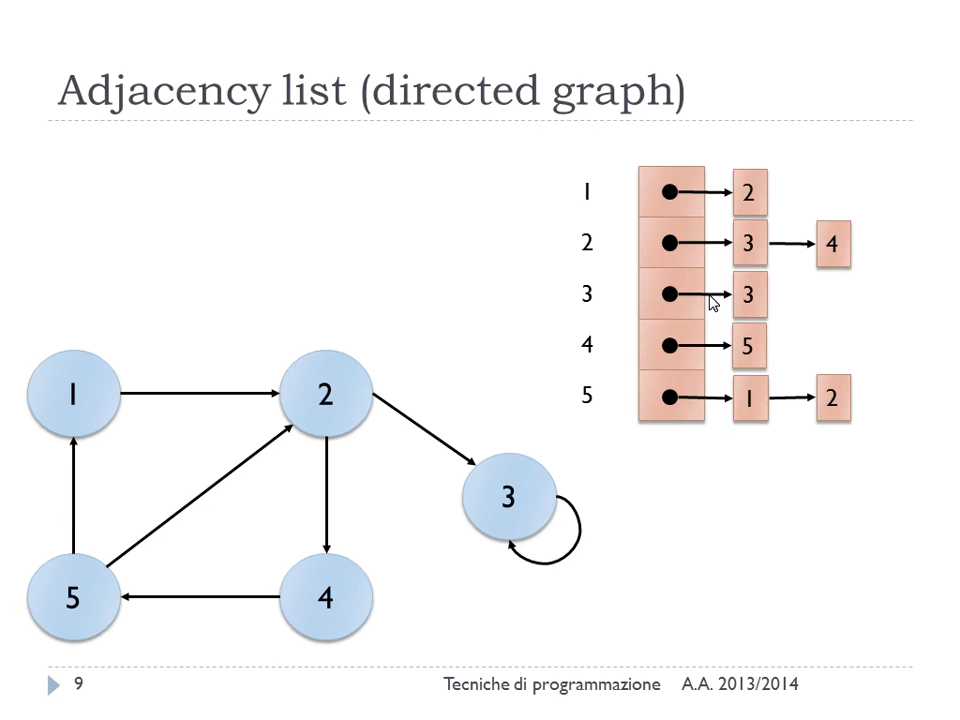 Adjacency list (directed graph)
1 2
2 3 4
3 3
4 5
5 1 2
1 2
3
5 4
9 Tecniche di programmazione A.A. 2013/2014